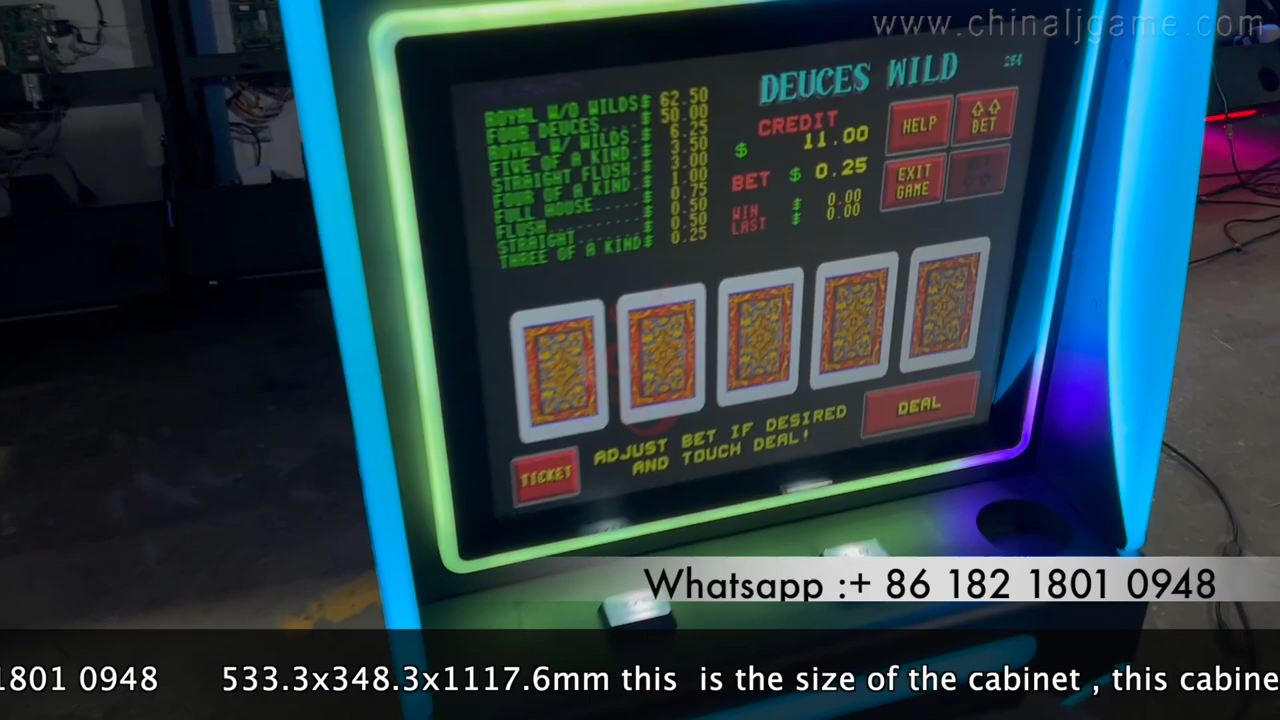 www.chinaljgame.com
DEUCES WILD
25¢
ROYAL W/O WILDS $ 62.50
FOUR DEUCES..... $ 50.00
ROYAL W/ WILDS. $ 6.25
FIVE OF A KIND. $ 3.50
STRAIGHT FLUSH. $ 3.00
FOUR OF A KIND. $ 1.00
FULL HOUSE..... $ 0.75
FLUSH.......... $ 0.50
STRAIGHT....... $ 0.50
THREE OF A KIND $ 0.25
CREDIT
$ 11.00
BET $ 0.25
WIN $ 0.00
LAST $ 0.00
HELP
BET
EXIT
GAME
DEAL
TICKET
ADJUST BET IF DESIRED
AND TOUCH DEAL!
Whatsapp :+ 86 182 1801 0948
1801 0948 533.3x348.3x1117.6mm this is the size of the cabinet , this cabine